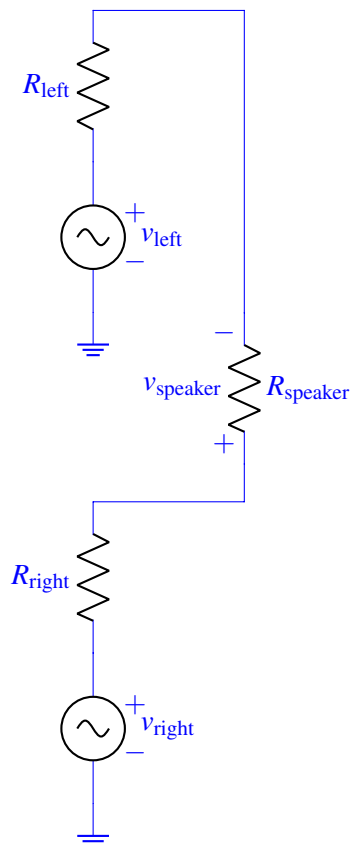 R_left
+
v_left
−
−
v_speaker R_speaker
+
R_right
+
v_right
−